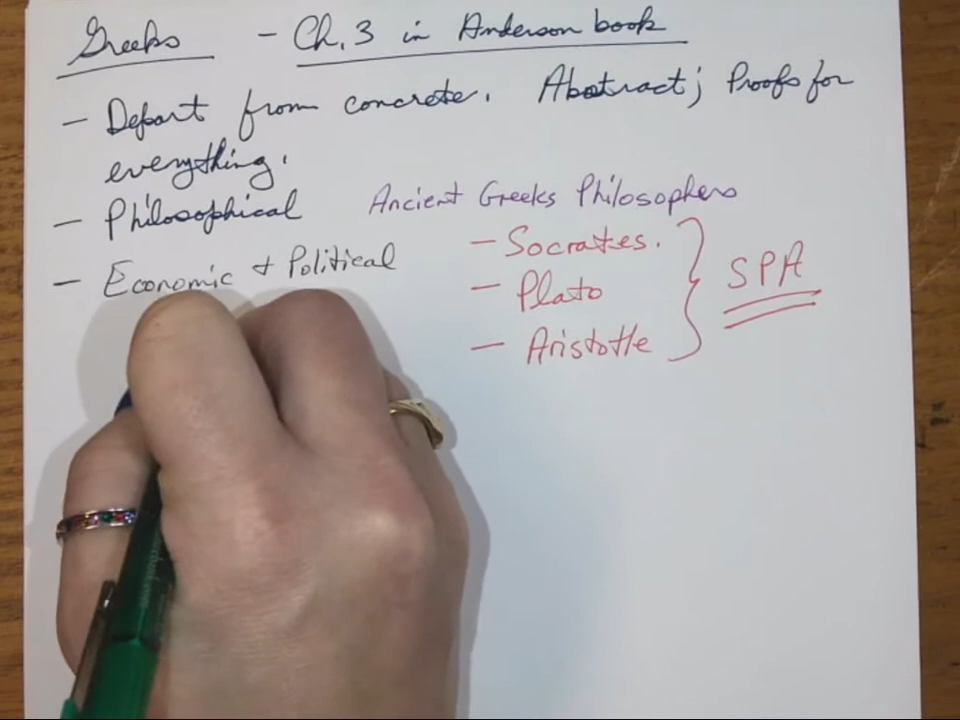 Greeks - Ch. 3 in Anderson book
- Depart from concrete. Abstract; Proofs for
everything.
- Philosophical
- Economic + Political
Ancient Greeks Philosophers
- Socrates.
- Plato
- Aristotle
SPA